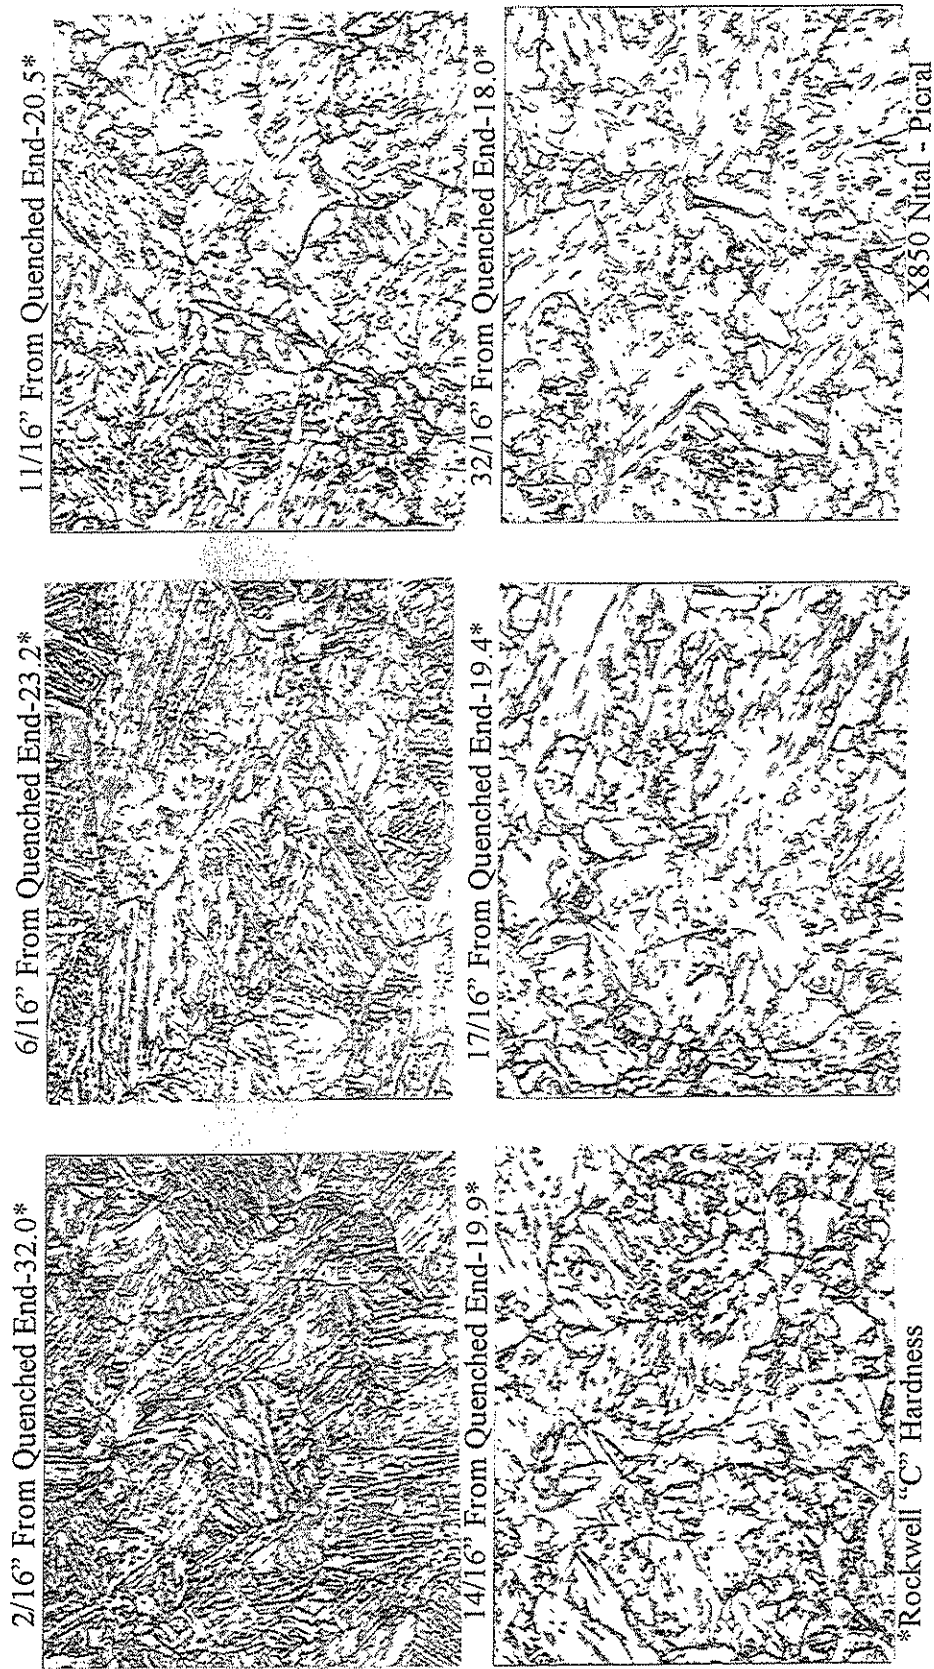 2/16” From Quenched End-32.0*
6/16” From Quenched End-23.2*
11/16” From Quenched End-20.5*
14/16” From Quenched End-19.9*
17/16” From Quenched End-19.4*
32/16” From Quenched End-18.0*
*Rockwell “C” Hardness
X850 Nital - Picral